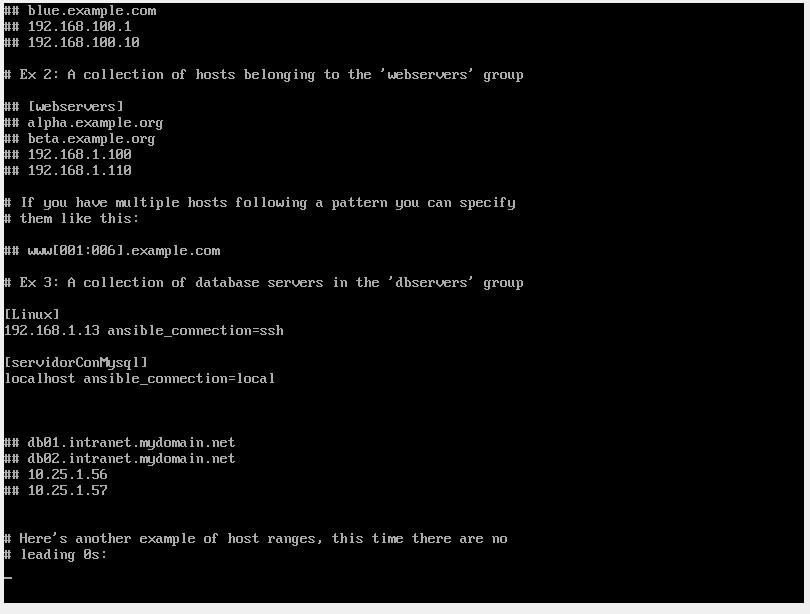 ## blue.example.com
## 192.168.100.1
## 192.168.100.10
# Ex 2: A collection of hosts belonging to the 'webservers' group
## [webservers]
## alpha.example.org
## beta.example.org
## 192.168.1.100
## 192.168.1.110
# If you have multiple hosts following a pattern you can specify
# them like this:
## www[001:006].example.com
# Ex 3: A collection of database servers in the 'dbservers' group
[Linux]
192.168.1.13 ansible_connection=ssh
[servidorConMysql]
localhost ansible_connection=local
## db01.intranet.mydomain.net
## db02.intranet.mydomain.net
## 10.25.1.56
## 10.25.1.57
# Here's another example of host ranges, this time there are no
# leading 0s: